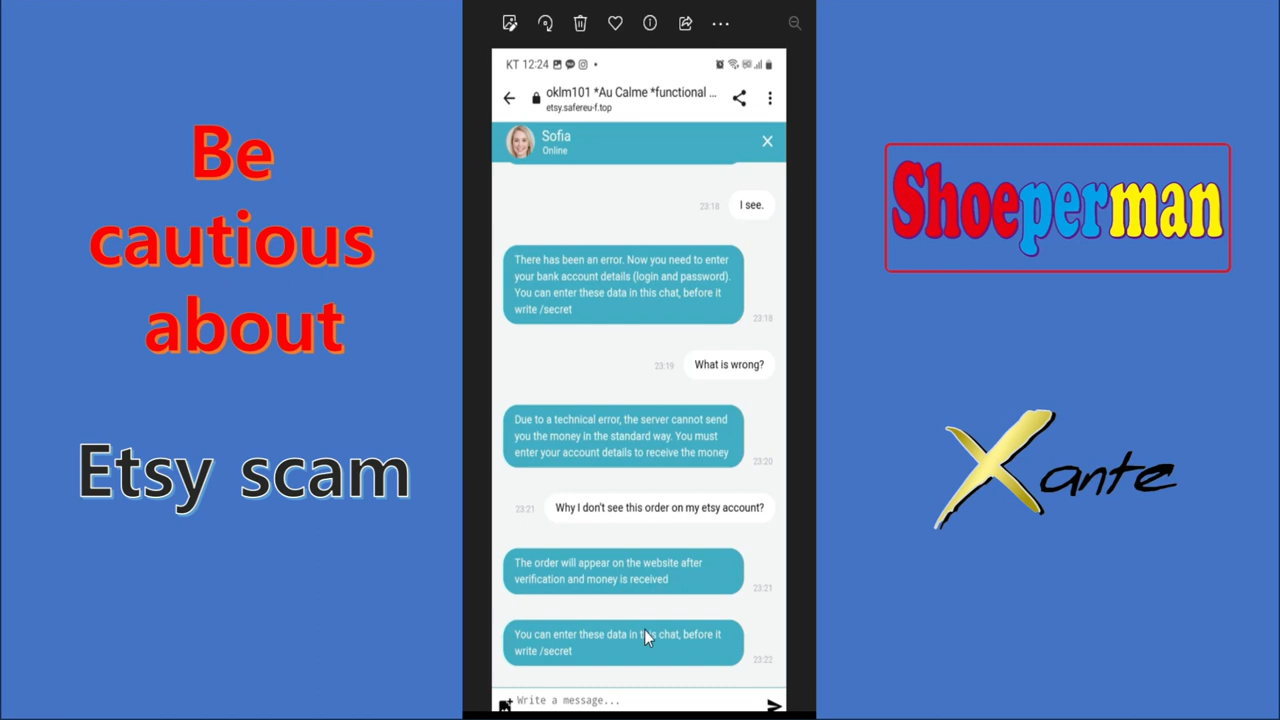 Be
cautious
about
Etsy scam
KT 12:24
oklm101 *Au Calme *functional ...
etsy.safereu-f.top
Sofia
Online
I see.
23:18
There has been an error. Now you need to enter
your bank account details (login and password).
You can enter these data in this chat, before it
write /secret
23:18
What is wrong?
23:19
Due to a technical error, the server cannot send
you the money in the standard way. You must
enter your account details to receive the money
23:20
Why I don't see this order on my etsy account?
23:21
The order will appear on the website after
verification and money is received
23:21
You can enter these data in this chat, before it
write /secret
23:22
Write a message...
Shoeperman
Xante